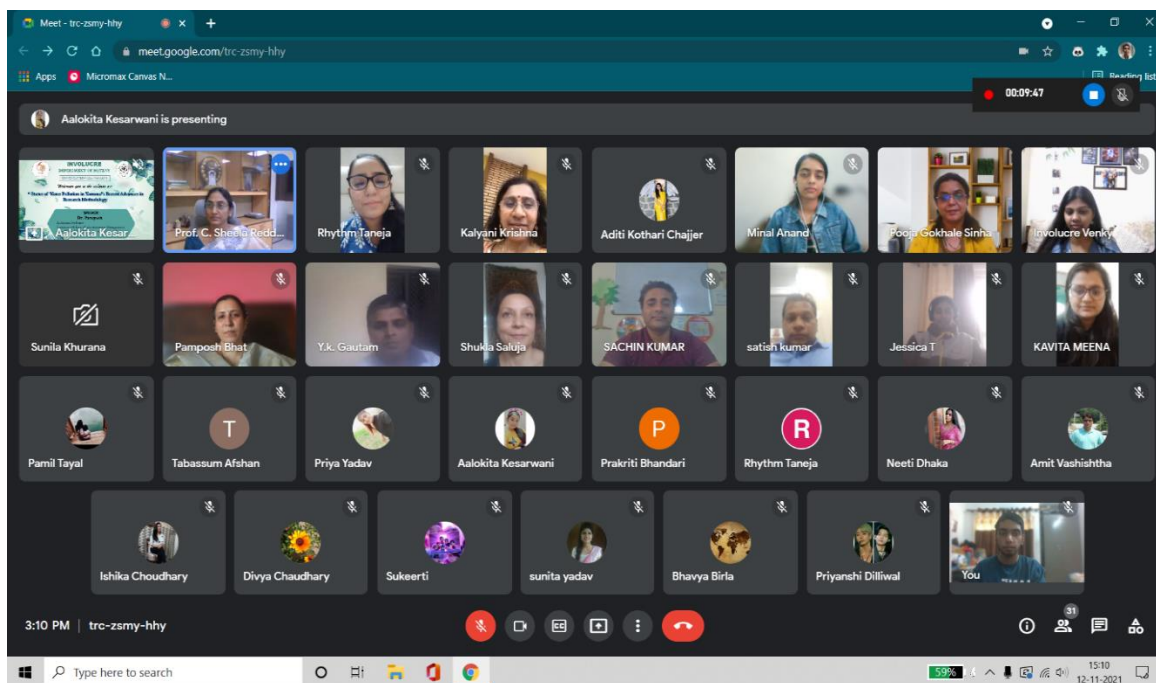 Meet - trc-zsmy-hhy
meet.google.com/trc-zsmy-hhy
Apps Micromax Canvas N... Reading list
00:09:47
Aalokita Kesarwani is presenting
INVOLUCRE
DEPARTMENT OF BOTANY
Aalokita Kesar...
Prof. C. Sheela Redd...
Rhythm Taneja
Kalyani Krishna
Aditi Kothari Chajjer
Minal Anand
Pooja Gokhale Sinha
Involucre Venky
Sunila Khurana
Pamposh Bhat
Y.k. Gautam
Shukla Saluja
SACHIN KUMAR
satish kumar
Jessica T
KAVITA MEENA
Pamil Tayal
T
Tabassum Afshan
Priya Yadav
Aalokita Kesarwani
P
Prakriti Bhandari
R
Rhythm Taneja
Neeti Dhaka
Amit Vashishtha
Ishika Choudhary
Divya Chaudhary
Sukeerti
sunita yadav
Bhavya Birla
Priyanshi Dilliwal
You
3:10 PM | trc-zsmy-hhy
31
Type here to search
59%
15:10
12-11-2021